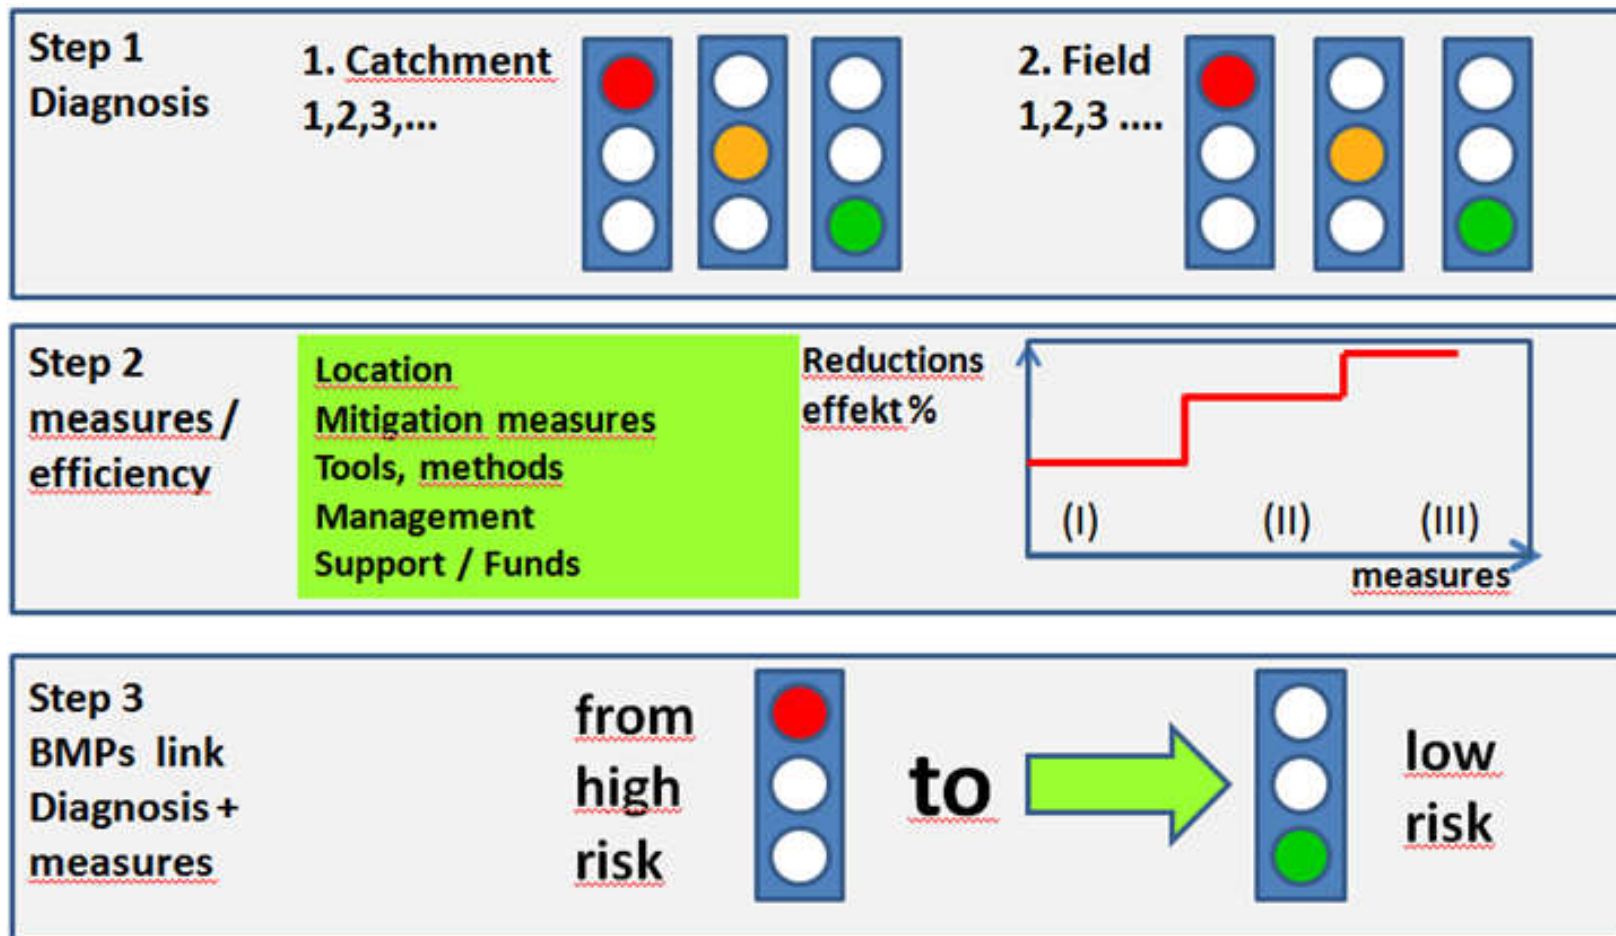 Step 1
Diagnosis
1. Catchment
1,2,3,...
2. Field
1,2,3 ....
Step 2
measures /
efficiency
Location
Mitigation measures
Tools, methods
Management
Support / Funds
Reductions
effekt %
(I) (II) (III)
measures
Step 3
BMPs link
Diagnosis +
measures
from
high
risk
to
low
risk